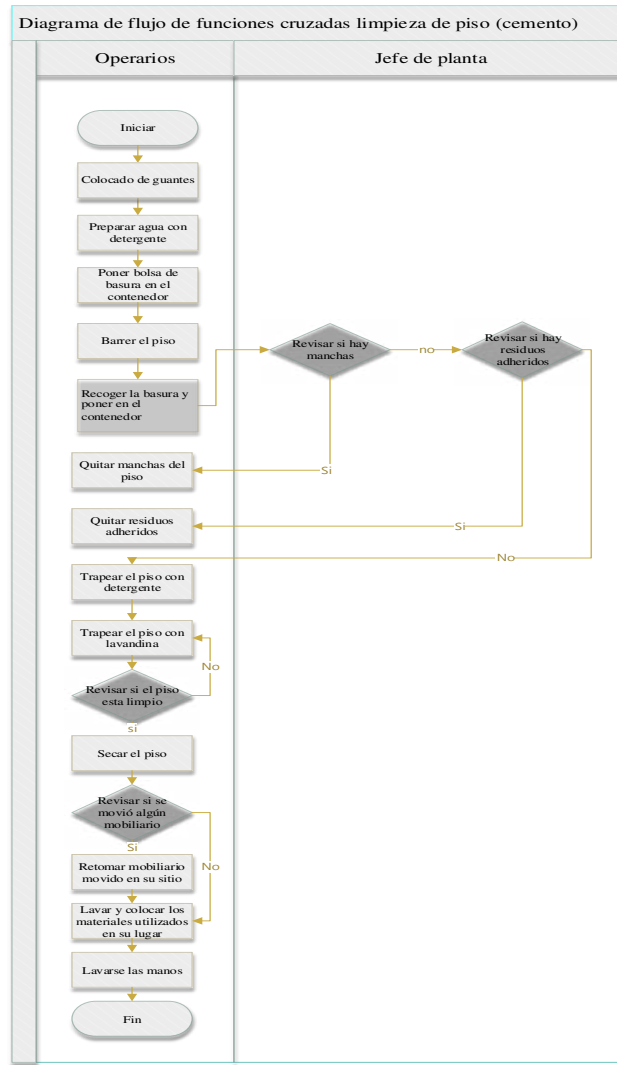 Diagrama de flujo de funciones cruzadas limpieza de piso (cemento)
Operarios
Jefe de planta
Iniciar
Colocado de guantes
Preparar agua con
detergente
Poner bolsa de
basura en el
contenedor
Barrer el piso
Revisar si hay
manchas
no
Revisar si hay
residuos
adheridos
Recoger la basura y
poner en el
contenedor
Quitar manchas del
piso
Si
Quitar residuos
adheridos
Si
No
Trapear el piso con
detergente
Trapear el piso con
lavandina
No
Revisar si el piso
esta limpio
si
Secar el piso
Revisar si se
movió algún
mobiliario
Si
No
Retomar mobiliario
movido en su sitio
Lavar y colocar los
materiales utilizados
en su lugar
Lavarse las manos
Fin